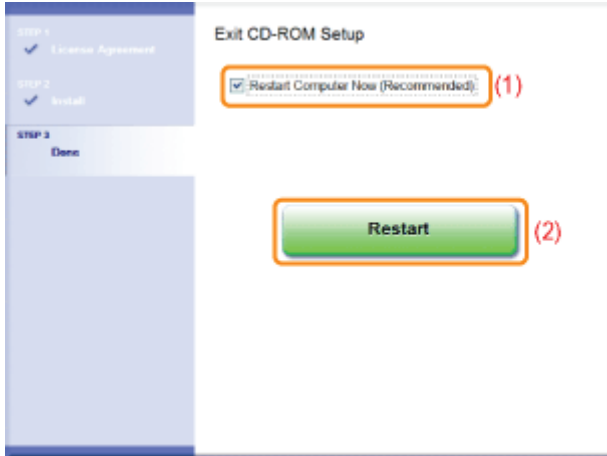 STEP 1
License Agreement
STEP 2
Install
STEP 3
Done
Exit CD-ROM Setup
Restart Computer Now (Recommended)
(1)
Restart
(2)